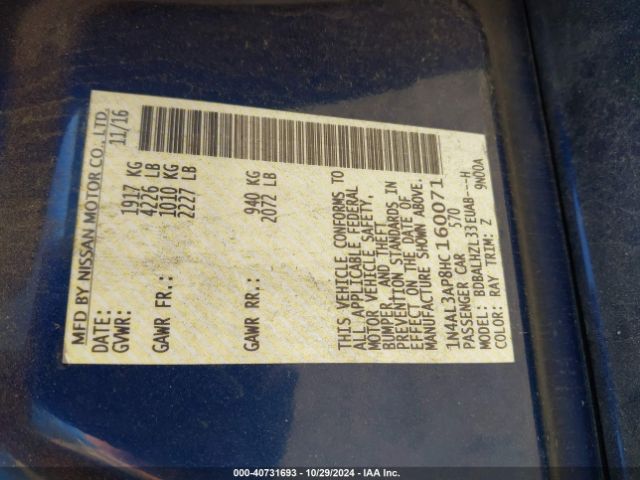 MFD BY NISSAN MOTOR CO., LTD.
DATE: 11/16
GVWR: 1917 KG
4226 LB
GAWR FR.: 1010 KG
2227 LB
GAWR RR.: 940 KG
2072 LB
THIS VEHICLE CONFORMS TO
ALL APPLICABLE FEDERAL
MOTOR VEHICLE SAFETY,
BUMPER, AND THEFT
PREVENTION STANDARDS IN
EFFECT ON THE DATE OF
MANUFACTURE SHOWN ABOVE.
1N4AL3AP8HC160071
PASSENGER CAR 570
MODEL: BDBALHZL33EUAB---H
COLOR: RAY TRIM: Z 9N00A
000-40731693 - 10/29/2024 - IAA Inc.